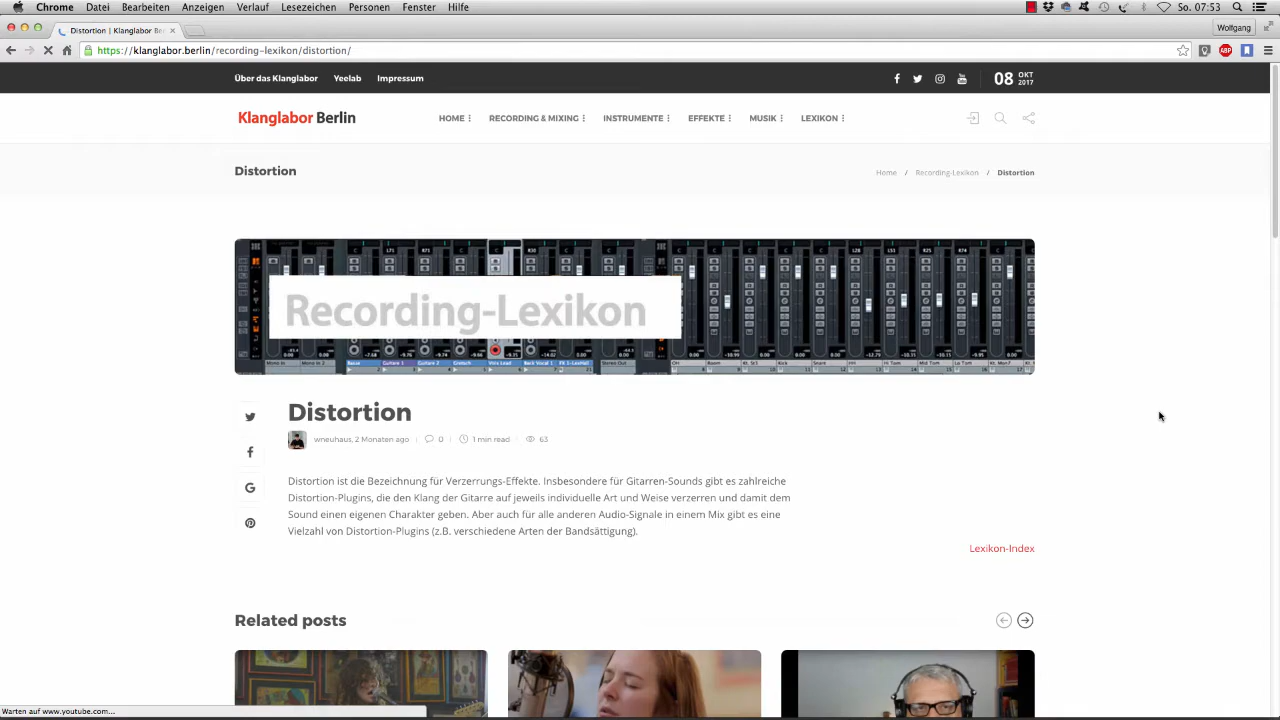 Chrome Datei Bearbeiten Anzeigen Verlauf Lesezeichen Personen Fenster Hilfe So. 07:53
Distortion | Klanglabor Be
Wolfgang
https://klanglabor.berlin/recording-lexikon/distortion/
ABP
Über das Klanglabor Yeelab Impressum 08 OKT 2017
Klanglabor Berlin HOME RECORDING & MIXING INSTRUMENTE EFFEKTE MUSIK LEXIKON
Distortion Home / Recording-Lexikon / Distortion
Recording-Lexikon
Distortion
wneuhaus, 2 Monaten ago 0 1 min read 63
Distortion ist die Bezeichnung für Verzerrungs-Effekte. Insbesondere für Gitarren-Sounds gibt es zahlreiche
Distortion-Plugins, die den Klang der Gitarre auf jeweils individuelle Art und Weise verzerren und damit dem
Sound einen eigenen Charakter geben. Aber auch für alle anderen Audio-Signale in einem Mix gibt es eine
Vielzahl von Distortion-Plugins (z.B. verschiedene Arten der Bandsättigung).
Lexikon-Index
Related posts
Warten auf www.youtube.com...